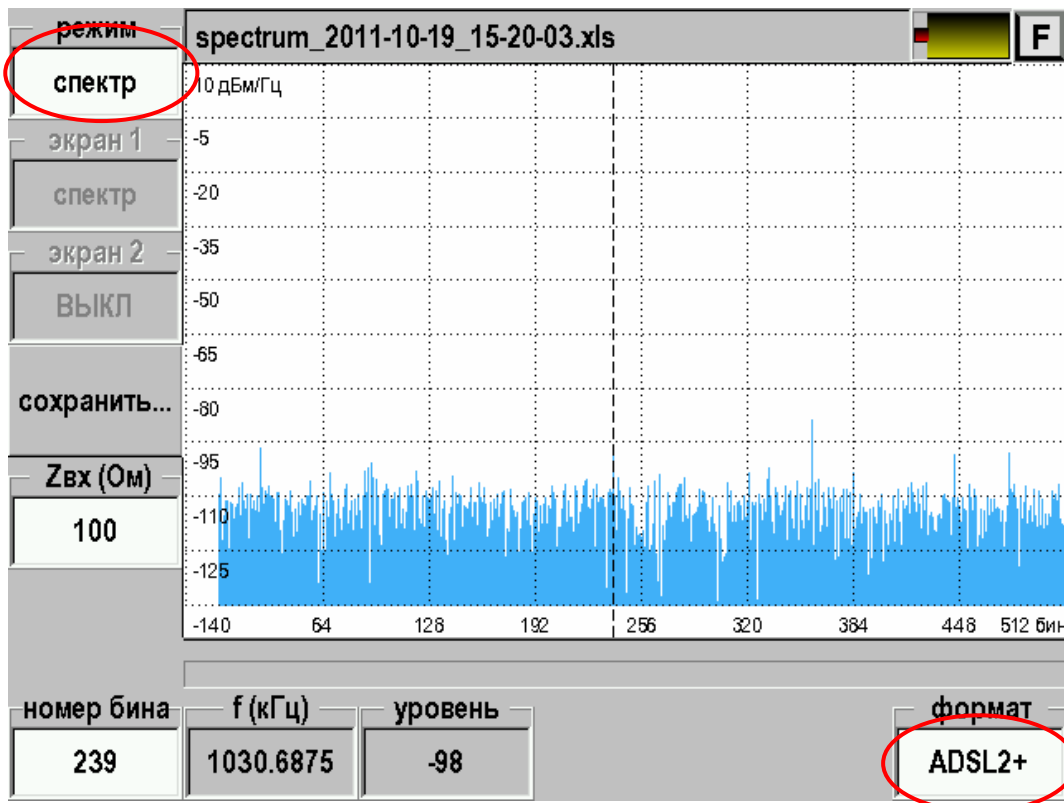 режим
спектр
экран 1
спектр
экран 2
ВЫКЛ
сохранить...
Zвх (Ом)
100
spectrum_2011-10-19_15-20-03.xls
F
10 дБм/Гц
-5
-20
-35
-50
-65
-80
-95
-110
-125
-140 64 128 192 256 320 384 448 512 бин
номер бина
239
f (кГц)
1030.6875
уровень
-98
формат
ADSL2+